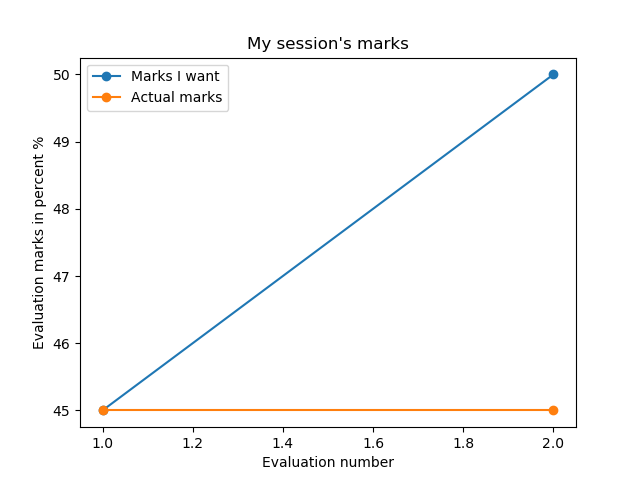 My session's marks
Marks I want
Actual marks
Evaluation marks in percent %
50
49
48
47
46
45
1.0 1.2 1.4 1.6 1.8 2.0
Evaluation number